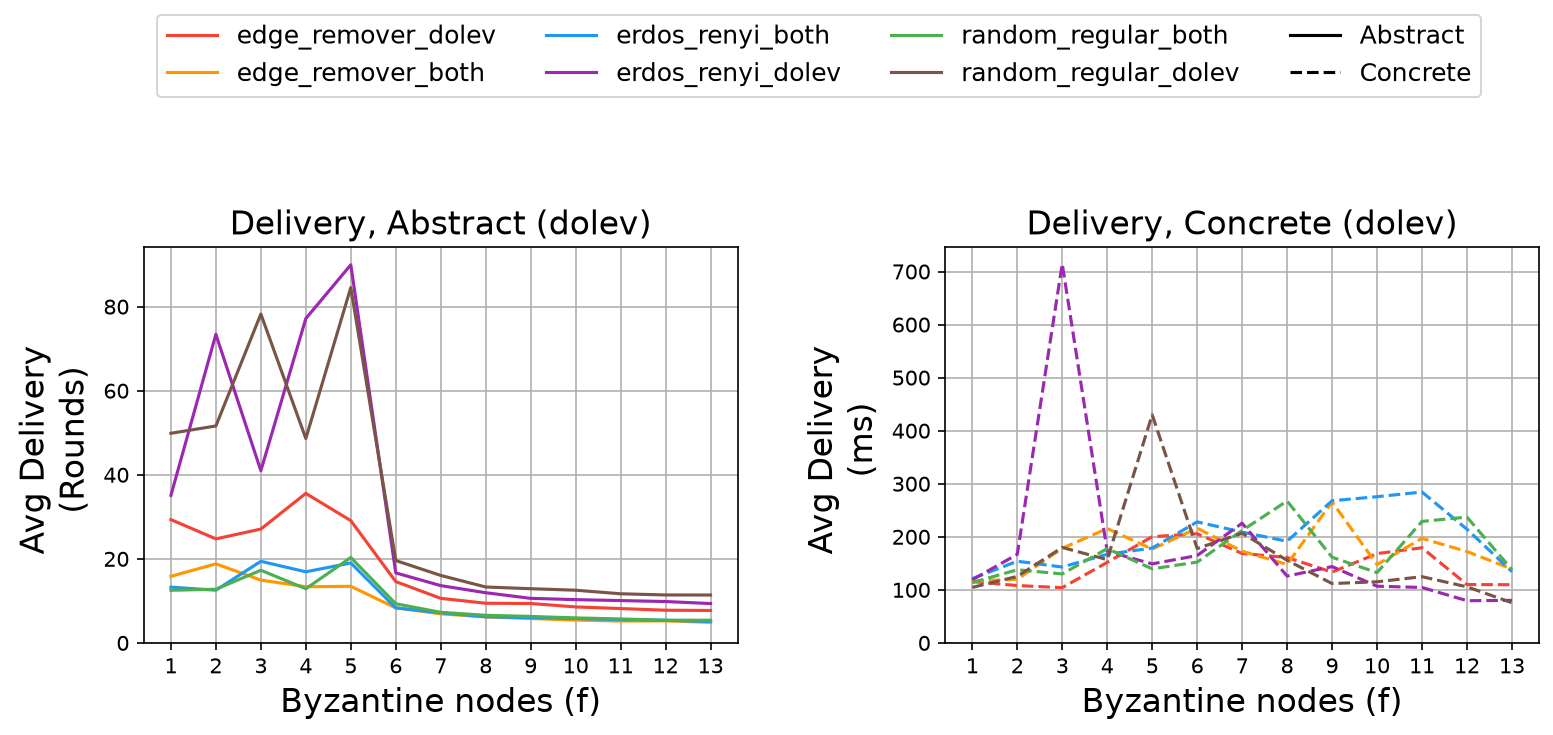 edge_remover_dolev erdos_renyi_both random_regular_both Abstract
edge_remover_both erdos_renyi_dolev random_regular_dolev Concrete
Delivery, Abstract (dolev)
Avg Delivery
(Rounds)
80
60
40
20
0
1 2 3 4 5 6 7 8 9 10 11 12 13
Byzantine nodes (f)
Delivery, Concrete (dolev)
Avg Delivery
(ms)
700
600
500
400
300
200
100
0
1 2 3 4 5 6 7 8 9 10 11 12 13
Byzantine nodes (f)